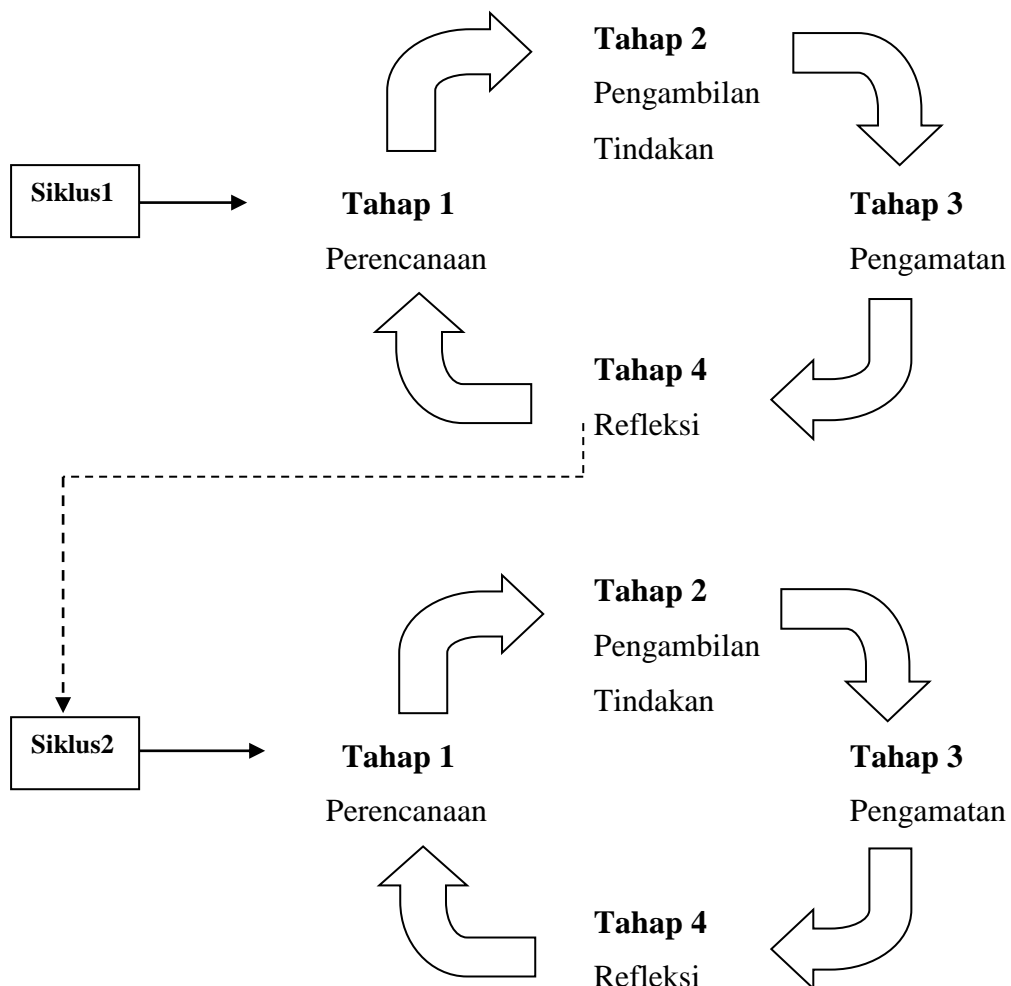 Tahap 2
Pengambilan
Tindakan
Siklus1
Tahap 1
Perencanaan
Tahap 3
Pengamatan
Tahap 4
Refleksi
Tahap 2
Pengambilan
Tindakan
Siklus2
Tahap 1
Perencanaan
Tahap 3
Pengamatan
Tahap 4
Refleksi